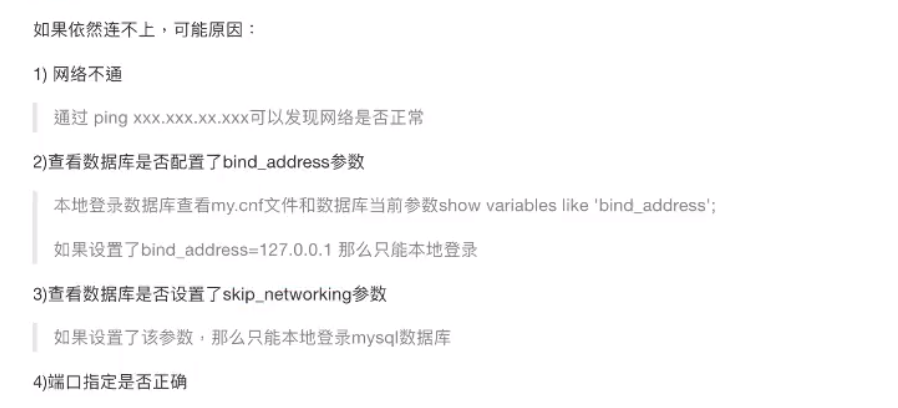 如果依然连不上，可能原因：
1) 网络不通
通过 ping xxx.xxx.xx.xxx可以发现网络是否正常
2)查看数据库是否配置了bind_address参数
本地登录数据库查看my.cnf文件和数据库当前参数show variables like 'bind_address';
如果设置了bind_address=127.0.0.1 那么只能本地登录
3)查看数据库是否设置了skip_networking参数
如果设置了该参数，那么只能本地登录mysql数据库
4)端口指定是否正确